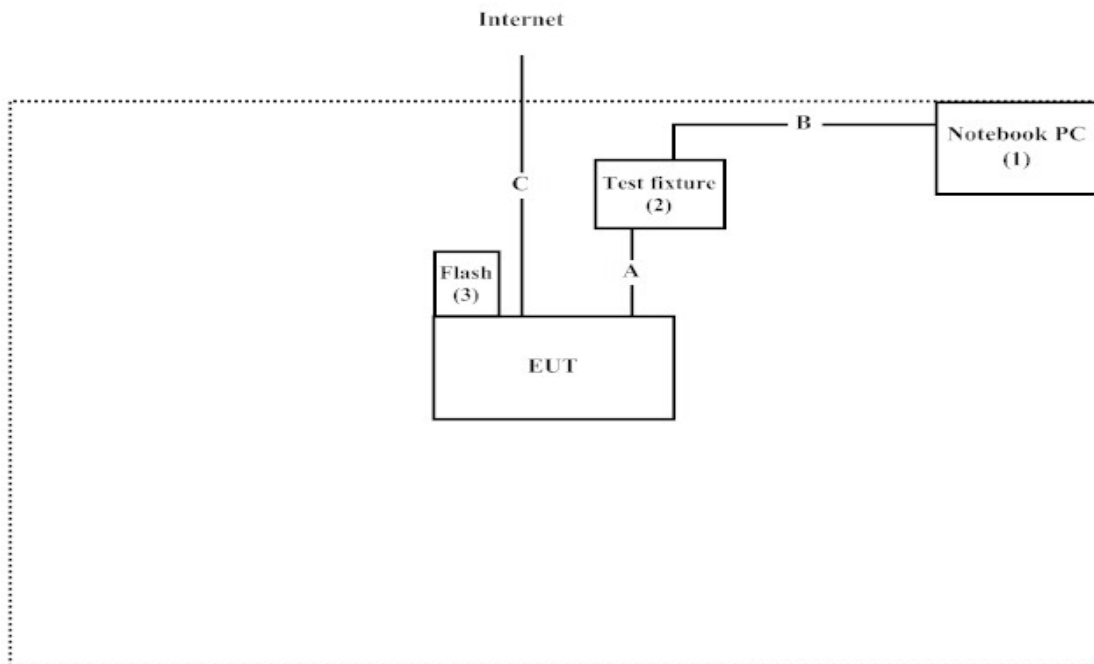 Internet
B
Notebook PC
(1)
C
Test fixture
(2)
Flash
(3)
A
EUT